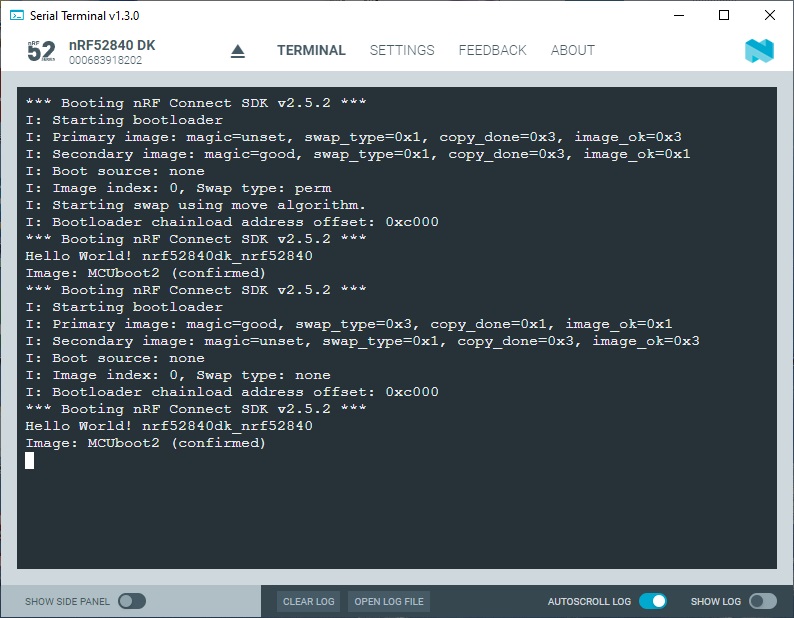 Serial Terminal v1.3.0
nRF
52
SERIES
nRF52840 DK
000683918202
TERMINAL
SETTINGS
FEEDBACK
ABOUT
*** Booting nRF Connect SDK v2.5.2 ***
I: Starting bootloader
I: Primary image: magic=unset, swap_type=0x1, copy_done=0x3, image_ok=0x3
I: Secondary image: magic=good, swap_type=0x1, copy_done=0x3, image_ok=0x1
I: Boot source: none
I: Image index: 0, Swap type: perm
I: Starting swap using move algorithm.
I: Bootloader chainload address offset: 0xc000
*** Booting nRF Connect SDK v2.5.2 ***
Hello World! nrf52840dk_nrf52840
Image: MCUboot2 (confirmed)
*** Booting nRF Connect SDK v2.5.2 ***
I: Starting bootloader
I: Primary image: magic=good, swap_type=0x3, copy_done=0x1, image_ok=0x1
I: Secondary image: magic=unset, swap_type=0x1, copy_done=0x3, image_ok=0x3
I: Boot source: none
I: Image index: 0, Swap type: none
I: Bootloader chainload address offset: 0xc000
*** Booting nRF Connect SDK v2.5.2 ***
Hello World! nrf52840dk_nrf52840
Image: MCUboot2 (confirmed)
SHOW SIDE PANEL
CLEAR LOG
OPEN LOG FILE
AUTOSCROLL LOG
SHOW LOG